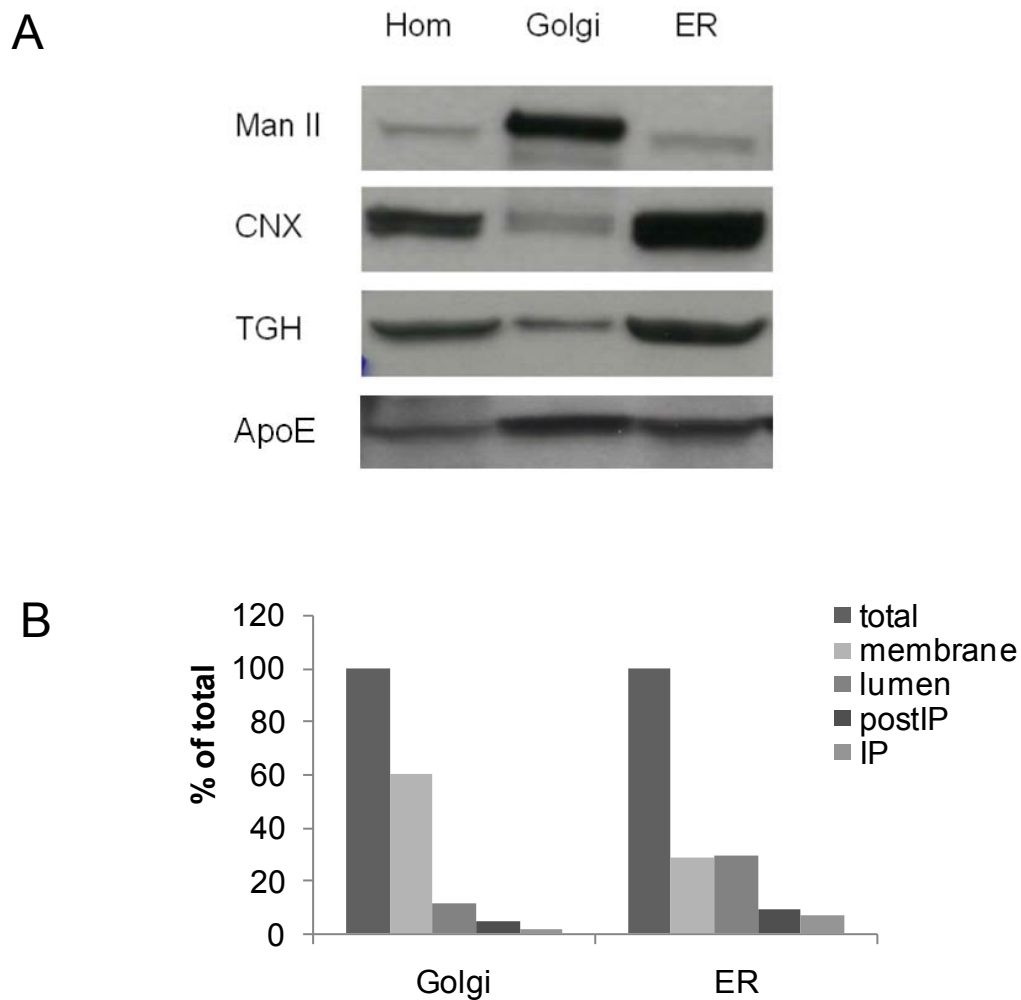 A
Hom Golgi ER
Man II
CNX
TGH
ApoE
B
120
100
80
60
40
20
0
% of total
Golgi ER
total
membrane
lumen
postIP
IP